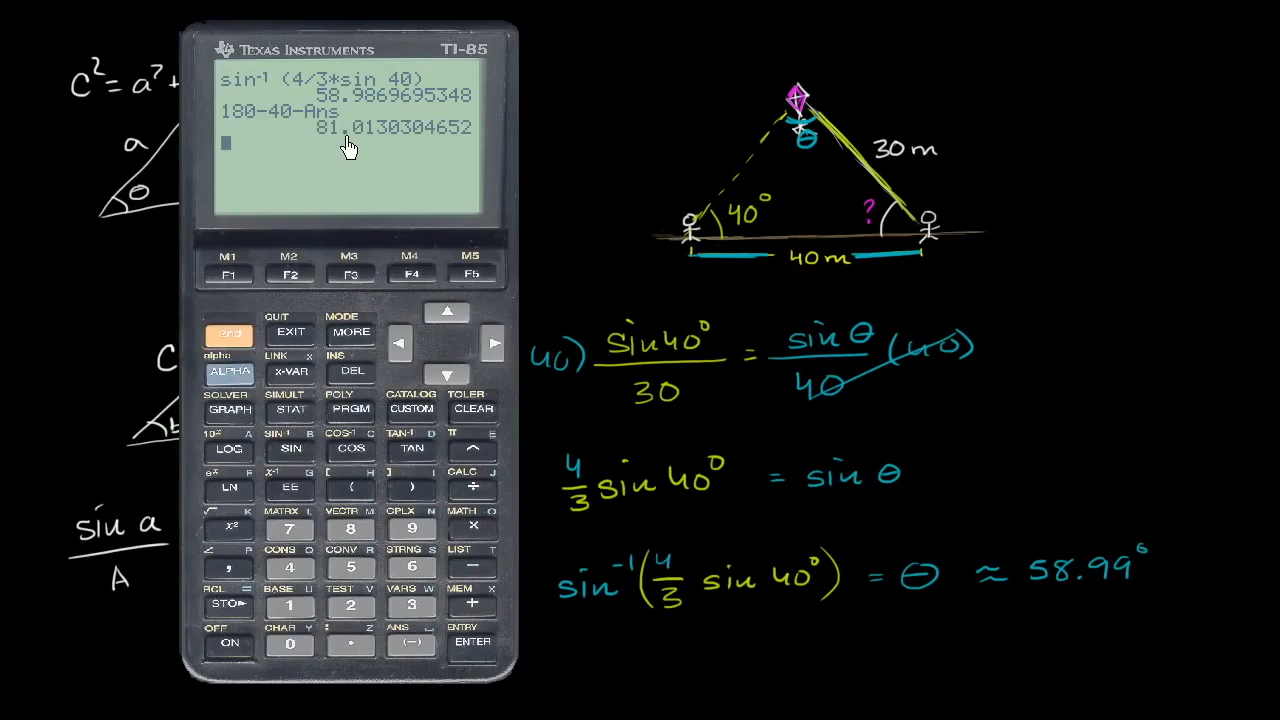 TEXAS INSTRUMENTS TI-85
sin⁻¹ (4/3*sin 40)
58.9869695348
180-40-Ans
81.0130304652
M1 M2 M3 M4 M5
F1 F2 F3 F4 F5
QUIT MODE
2nd EXIT MORE
alpha LINK x INS
ALPHA x-VAR DEL
SOLVER SIMULT POLY CATALOG TOLER
GRAPH STAT PRGM CUSTOM CLEAR
10ˣ A SIN⁻¹ B COS⁻¹ C TAN⁻¹ D π E
LOG SIN COS TAN ^
eˣ F x⁻¹ G [ H ] I CALC J
LN EE ( ) ÷
√ K MATRX L VECTR M CPLX N MATH O
x² 7 8 9 ×
∠ P CONS Q CONV R STRNG S LIST T
, 4 5 6 −
RCL = BASE U TEST V VARS W MEM X
STO▸ 1 2 3 +
OFF CHAR Y : Z ANS ENTRY
ON 0 . (−) ENTER
c² = a² +
a
θ
C
sin a
A
θ
30 m
40°
?
40 m
40) sin 40° / 30 = sin θ / 40 (40)
4/3 sin 40° = sin θ
sin⁻¹(4/3 sin 40°) = θ ≈ 58.99°